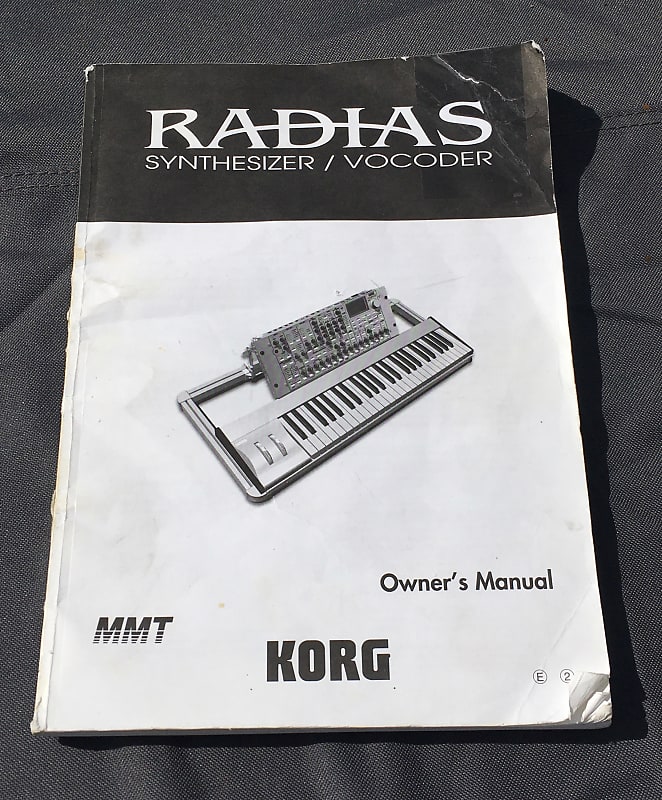 RADIAS
SYNTHESIZER / VOCODER
Owner's Manual
MMT
KORG
Ⓔ ②